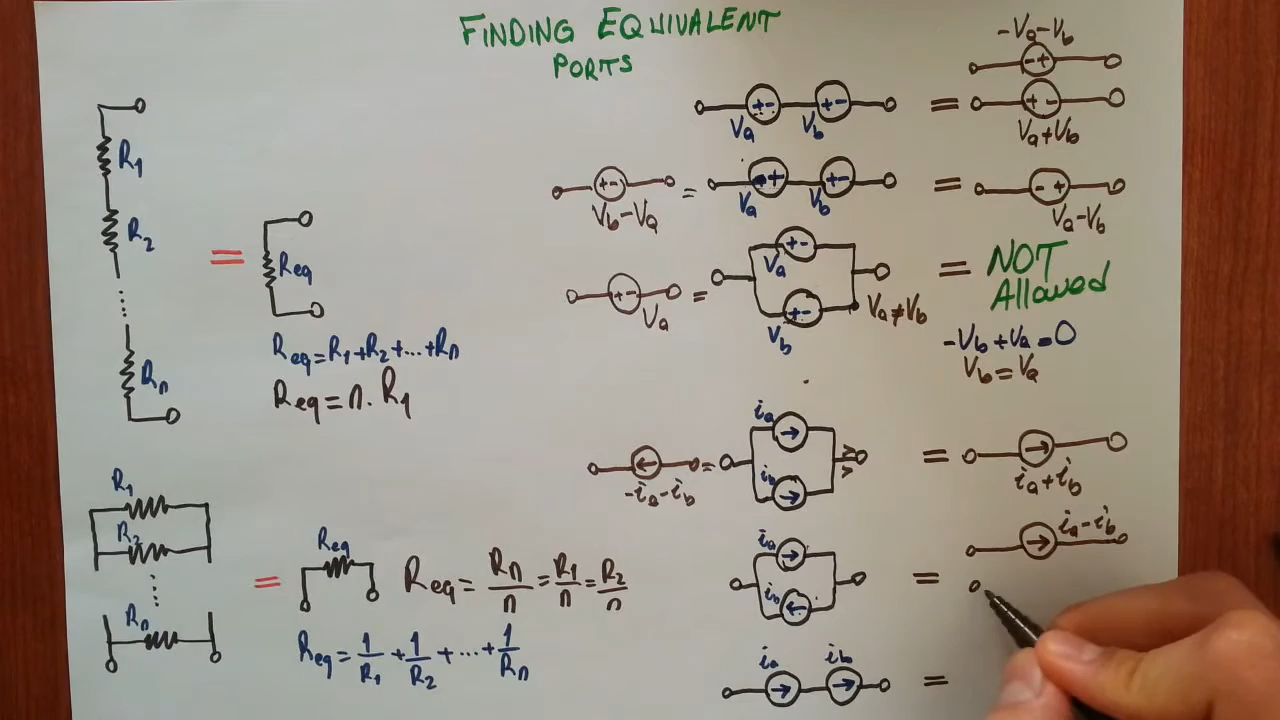 FINDING EQUIVALENT
PORTS
R1
R2
Rn
=
Req
Req=R1+R2+...+Rn
Req=n.R1
R1
R2
Rn
=
Req
Req=Rn/n=R1/n=R2/n
Req=1/R1+1/R2+...+1/Rn
-Va-Vb
-+
+- +- = +-
Va Vb Va+Vb
+- = +- = -+
Vb-Va Va Vb Va-Vb
+-
Va
+- = = NOT
Allowed
Va
+-
Vb
Va≠Vb
-Vb+Va=0
Vb=Va
ia
← = → = →
-ia-ib ib ia+ib
→
ia → = → ia-ib
ib ←
ia ib
→ → =